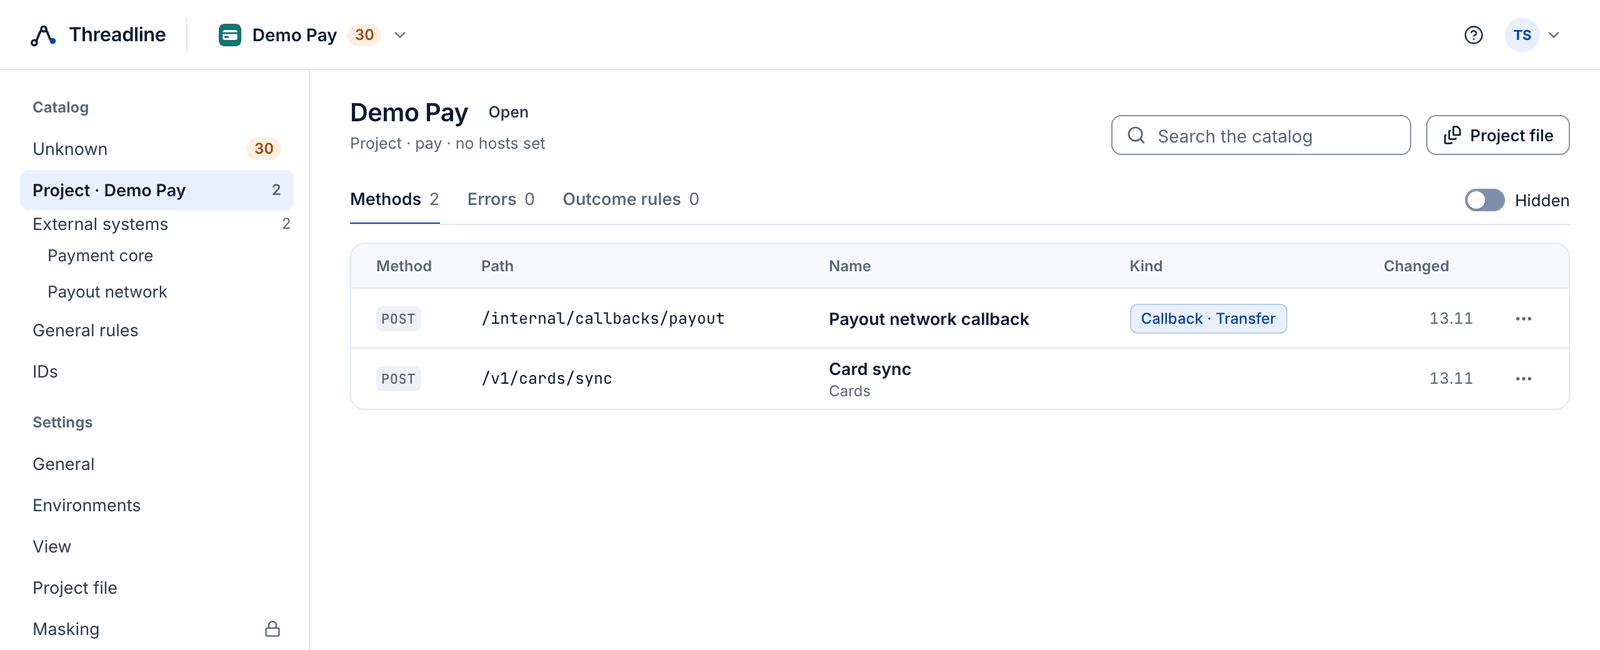 Threadline
Demo Pay 30
TS
Catalog
Unknown 30
Project · Demo Pay 2
External systems 2
Payment core
Payout network
General rules
IDs
Settings
General
Environments
View
Project file
Masking
Demo Pay Open
Project · pay · no hosts set
Search the catalog
Project file
Methods 2 Errors 0 Outcome rules 0
Hidden
Method Path Name Kind Changed
POST /internal/callbacks/payout Payout network callback Callback · Transfer 13.11
POST /v1/cards/sync Card sync 13.11
Cards